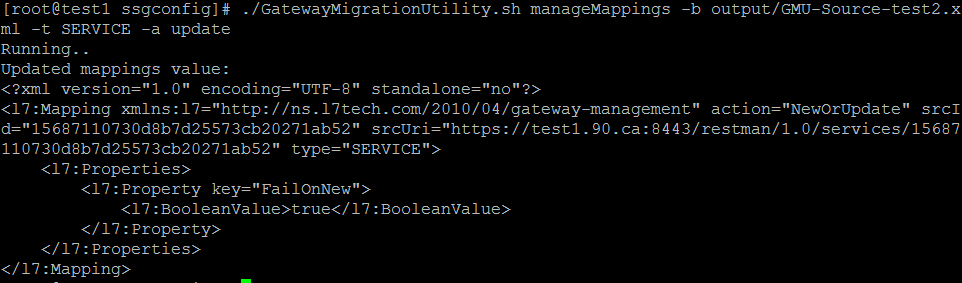 [root@test1 ssgconfig]# ./GatewayMigrationUtility.sh manageMappings -b output/GMU-Source-test2.x
ml -t SERVICE -a update
Running..
Updated mappings value:
<?xml version="1.0" encoding="UTF-8" standalone="no"?>
<l7:Mapping xmlns:l7="http://ns.l7tech.com/2010/04/gateway-management" action="NewOrUpdate" srcI
d="15687110730d8b7d25573cb20271ab52" srcUri="https://test1.90.ca:8443/restman/1.0/services/15687
110730d8b7d25573cb20271ab52" type="SERVICE">
    <l7:Properties>
        <l7:Property key="FailOnNew">
            <l7:BooleanValue>true</l7:BooleanValue>
        </l7:Property>
    </l7:Properties>
</l7:Mapping>